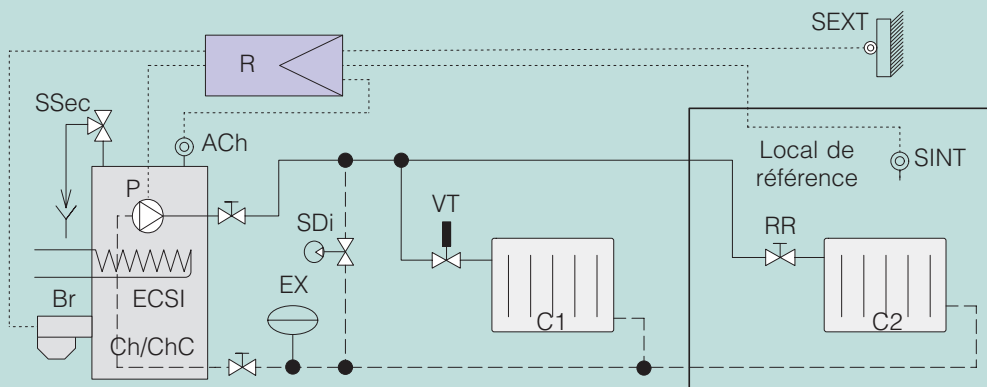 SEXT
R
SSec
ACh
SINT
Local de
référence
P
VT
RR
SDi
EX
Br
ECSI
C1
C2
Ch/ChC